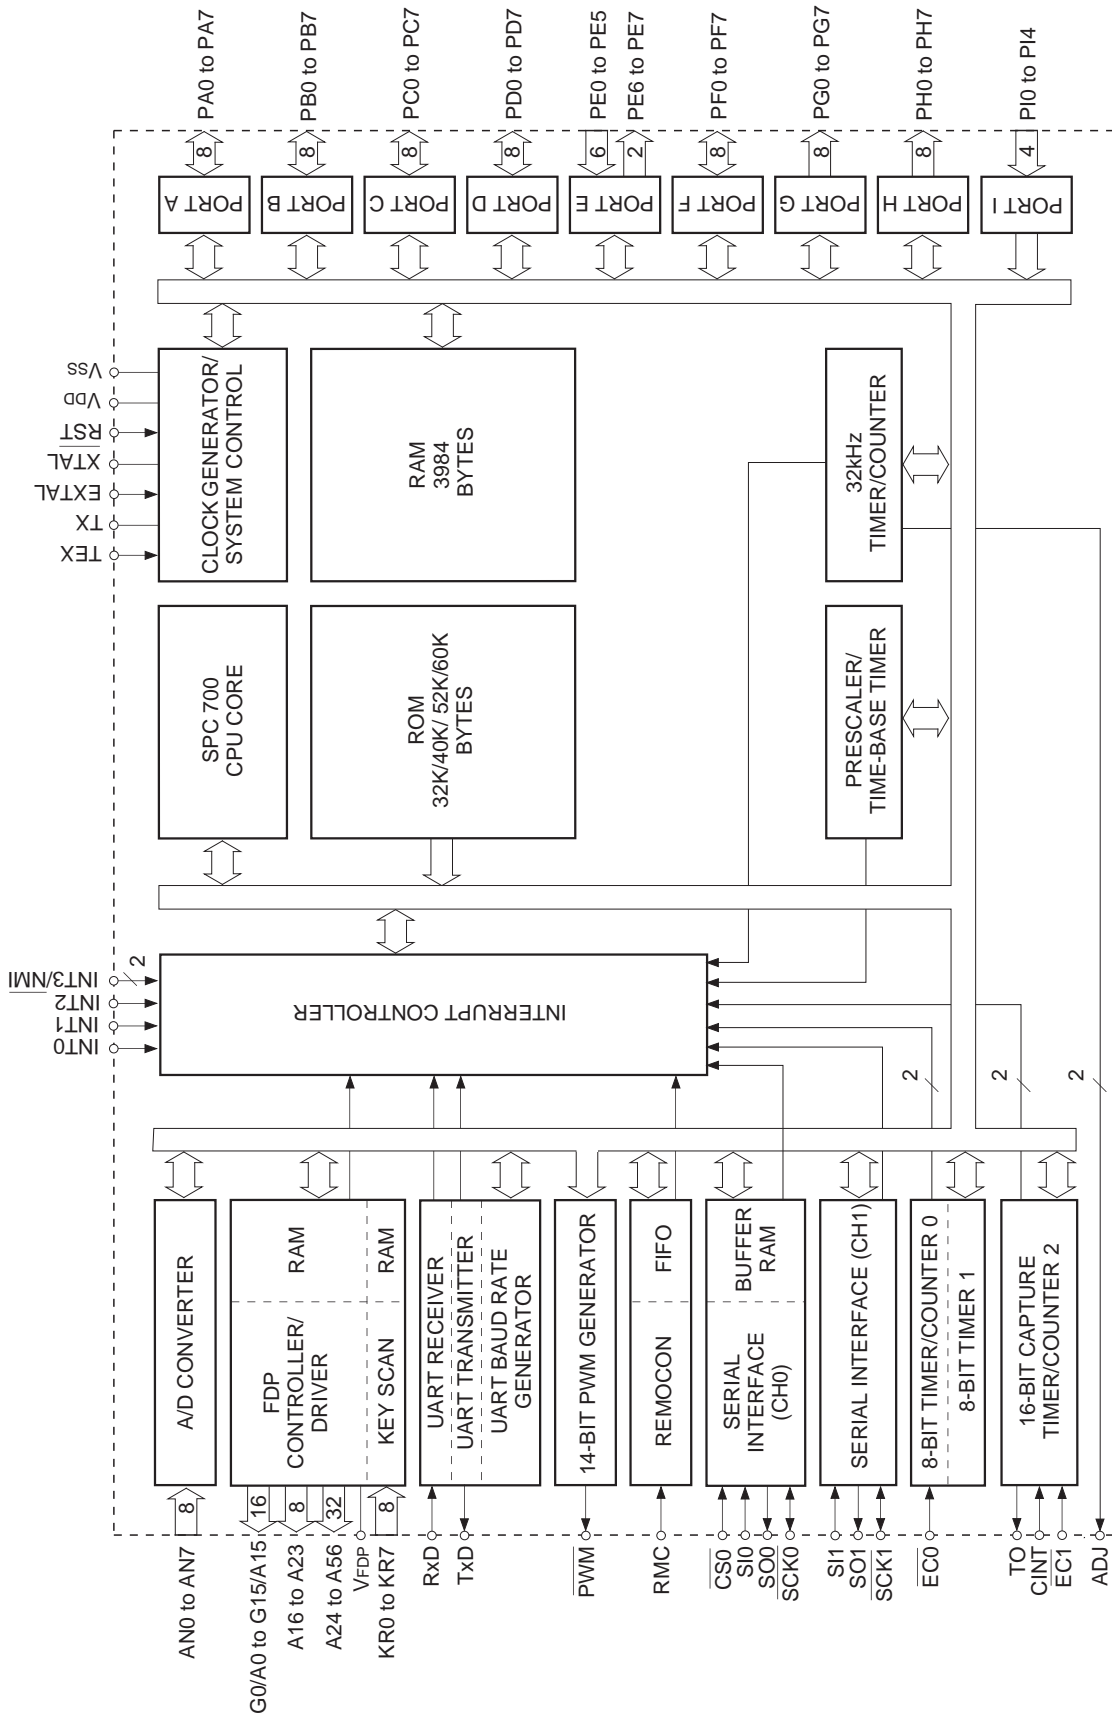 AN0 to AN7
8
A/D CONVERTER
G0/A0 to G15/A15
16
A16 to A23
8
A24 to A56
32
VFDP
KR0 to KR7
8
FDP
CONTROLLER/
DRIVER
RAM
KEY SCAN
RAM
RxD
TxD
UART RECEIVER
UART TRANSMITTER
UART BAUD RATE
GENERATOR
PWM
14-BIT PWM GENERATOR
RMC
REMOCON
FIFO
CS0
SI0
SO0
SCK0
SERIAL
INTERFACE
(CH0)
BUFFER
RAM
SI1
SO1
SCK1
SERIAL INTERFACE (CH1)
EC0
8-BIT TIMER/COUNTER 0
8-BIT TIMER 1
TO
CINT
EC1
16-BIT CAPTURE
TIMER/COUNTER 2
ADJ
2
2
2
INT0
INT1
INT2
INT3/NMI
2
INTERRUPT CONTROLLER
SPC 700
CPU CORE
ROM
32K/40K/ 52K/60K
BYTES
PRESCALER/
TIME-BASE TIMER
TEX
TX
EXTAL
XTAL
RST
VDD
VSS
CLOCK GENERATOR/
SYSTEM CONTROL
RAM
3984
BYTES
32kHz
TIMER/COUNTER
PORT A
8
PA0 to PA7
PORT B
8
PB0 to PB7
PORT C
8
PC0 to PC7
PORT D
8
PD0 to PD7
PORT E
6
PE0 to PE5
2
PE6 to PE7
PORT F
8
PF0 to PF7
PORT G
8
PG0 to PG7
PORT H
8
PH0 to PH7
PORT I
4
PI0 to PI4